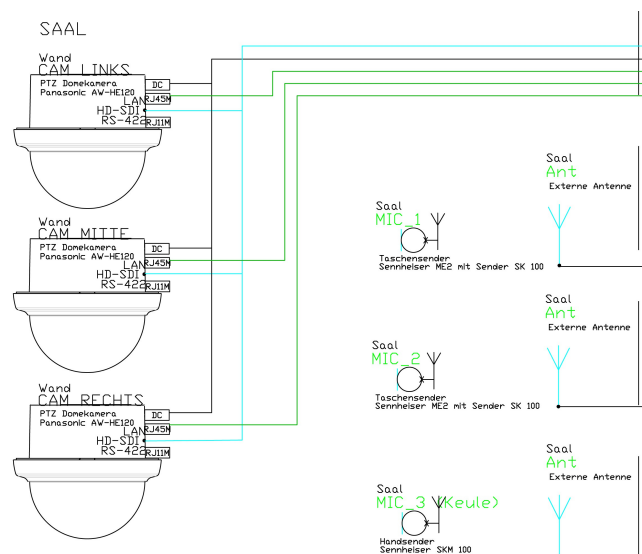 SAAL
Wand
CAM LINKS
PTZ Domekamera
Panasonic AW-HE120
DC
LAN
RJ45M
HD-SDI
RS-422
RJ11M
Wand
CAM MITTE
PTZ Domekamera
Panasonic AW-HE120
DC
LAN
RJ45M
HD-SDI
RS-422
RJ11M
Wand
CAM RECHTS
PTZ Domekamera
Panasonic AW-HE120
DC
LAN
RJ45M
HD-SDI
RS-422
RJ11M
Saal
MIC_1
Taschensender
Sennheiser ME2 mit Sender SK 100
Saal
MIC_2
Taschensender
Sennheiser ME2 mit Sender SK 100
Saal
MIC_3 (Keule)
Handsender
Sennheiser SKM 100
Saal
Ant
Externe Antenne
Saal
Ant
Externe Antenne
Saal
Ant
Externe Antenne